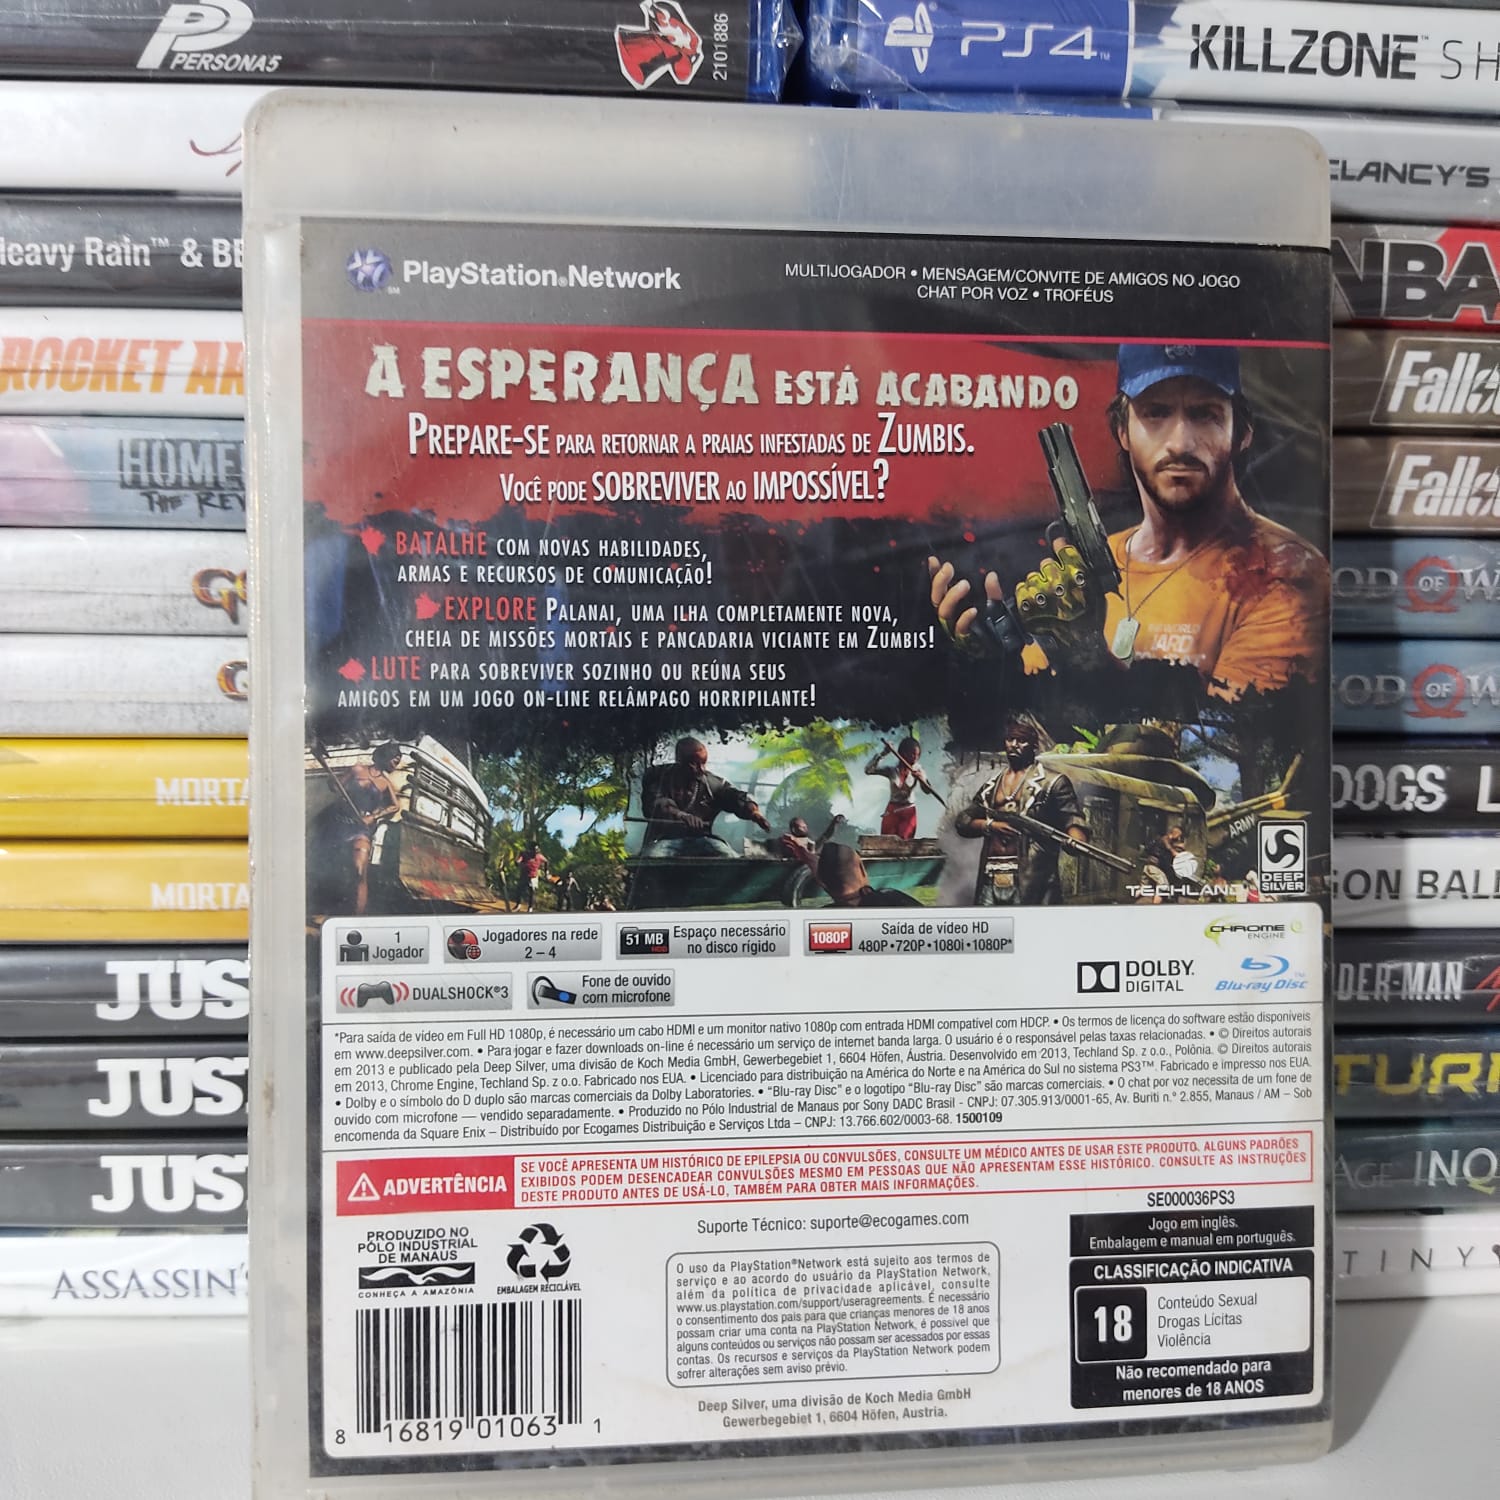 PERSONA5
2101886
PS4
KILLZONE SH
CLANCY'S
Heavy Rain™ & BE
NBA
ROCKET AR
Fallo
HOME
THE REV
Fallo
GOD OF W
GOD OF W
MORTA
DOGS L
MORTA
GON BALL
JUS
DER-MAN
JUS
TURN
JUS
AGE INQ
ASSASSIN'
TINY
PlayStation®Network
SM
MULTIJOGADOR • MENSAGEM/CONVITE DE AMIGOS NO JOGO
CHAT POR VOZ • TROFÉUS
A ESPERANÇA ESTÁ ACABANDO
PREPARE-SE PARA RETORNAR A PRAIAS INFESTADAS DE ZUMBIS.
VOCÊ PODE SOBREVIVER AO IMPOSSÍVEL?
BATALHE COM NOVAS HABILIDADES,
ARMAS E RECURSOS DE COMUNICAÇÃO!
EXPLORE PALANAI, UMA ILHA COMPLETAMENTE NOVA,
CHEIA DE MISSÕES MORTAIS E PANCADARIA VICIANTE EM ZUMBIS!
LUTE PARA SOBREVIVER SOZINHO OU REÚNA SEUS
AMIGOS EM UM JOGO ON-LINE RELÂMPAGO HORRIPILANTE!
ARMY
TECHLAND
DEEP
SILVER
1
Jogador
Jogadores na rede
2 – 4
51 MB
HDD
Espaço necessário
no disco rígido
1080P
Saída de vídeo HD
480P•720P•1080i•1080P*
CHROME
ENGINE
DUALSHOCK®3
Fone de ouvido
com microfone
DOLBY
DIGITAL
Blu-ray Disc
*Para saída de vídeo em Full HD 1080p, é necessário um cabo HDMI e um monitor nativo 1080p com entrada HDMI compatível com HDCP. • Os termos de licença do software estão disponíveis
em www.deepsilver.com. • Para jogar e fazer downloads on-line é necessário um serviço de internet banda larga. O usuário é o responsável pelas taxas relacionadas. • © Direitos autorais
em 2013 e publicado pela Deep Silver, uma divisão de Koch Media GmbH, Gewerbegebiet 1, 6604 Höfen, Áustria. Desenvolvido em 2013, Techland Sp. z o.o., Polônia. © Direitos autorais
em 2013, Chrome Engine, Techland Sp. z o.o. Fabricado nos EUA. • Licenciado para distribuição na América do Norte e na América do Sul no sistema PS3™. Fabricado e impresso nos EUA.
• Dolby e o símbolo do D duplo são marcas comerciais da Dolby Laboratories. • "Blu-ray Disc" e o logotipo "Blu-ray Disc" são marcas comerciais. • O chat por voz necessita de um fone de
ouvido com microfone — vendido separadamente. • Produzido no Pólo Industrial de Manaus por Sony DADC Brasil - CNPJ: 07.305.913/0001-65, Av. Buriti n.º 2.855, Manaus / AM – Sob
encomenda da Square Enix – Distribuído por Ecogames Distribuição e Serviços Ltda – CNPJ: 13.766.602/0003-68. 1500109
ADVERTÊNCIA
SE VOCÊ APRESENTA UM HISTÓRICO DE EPILEPSIA OU CONVULSÕES, CONSULTE UM MÉDICO ANTES DE USAR ESTE PRODUTO. ALGUNS PADRÕES
EXIBIDOS PODEM DESENCADEAR CONVULSÕES MESMO EM PESSOAS QUE NÃO APRESENTAM ESSE HISTÓRICO. CONSULTE AS INSTRUÇÕES
DESTE PRODUTO ANTES DE USÁ-LO, TAMBÉM PARA OBTER MAIS INFORMAÇÕES.
PRODUZIDO NO
PÓLO INDUSTRIAL
DE MANAUS
CONHEÇA A AMAZÔNIA
EMBALAGEM RECICLÁVEL
Suporte Técnico: suporte@ecogames.com
SE000036PS3
Jogo em inglês.
Embalagem e manual em português.
O uso da PlayStation®Network está sujeito aos termos de
serviço e ao acordo do usuário da PlayStation Network,
além da política de privacidade aplicável, consulte
www.us.playstation.com/support/useragreements. É necessário
o consentimento dos pais para que crianças menores de 18 anos
possam criar uma conta na PlayStation Network, é possível que
alguns conteúdos ou serviços não possam ser acessados por essas
contas. Os recursos e serviços da PlayStation Network podem
sofrer alterações sem aviso prévio.
CLASSIFICAÇÃO INDICATIVA
18
Conteúdo Sexual
Drogas Lícitas
Violência
Não recomendado para
menores de 18 ANOS
Deep Silver, uma divisão de Koch Media GmbH
Gewerbegebiet 1, 6604 Höfen, Austria.
8 16819 01063 1